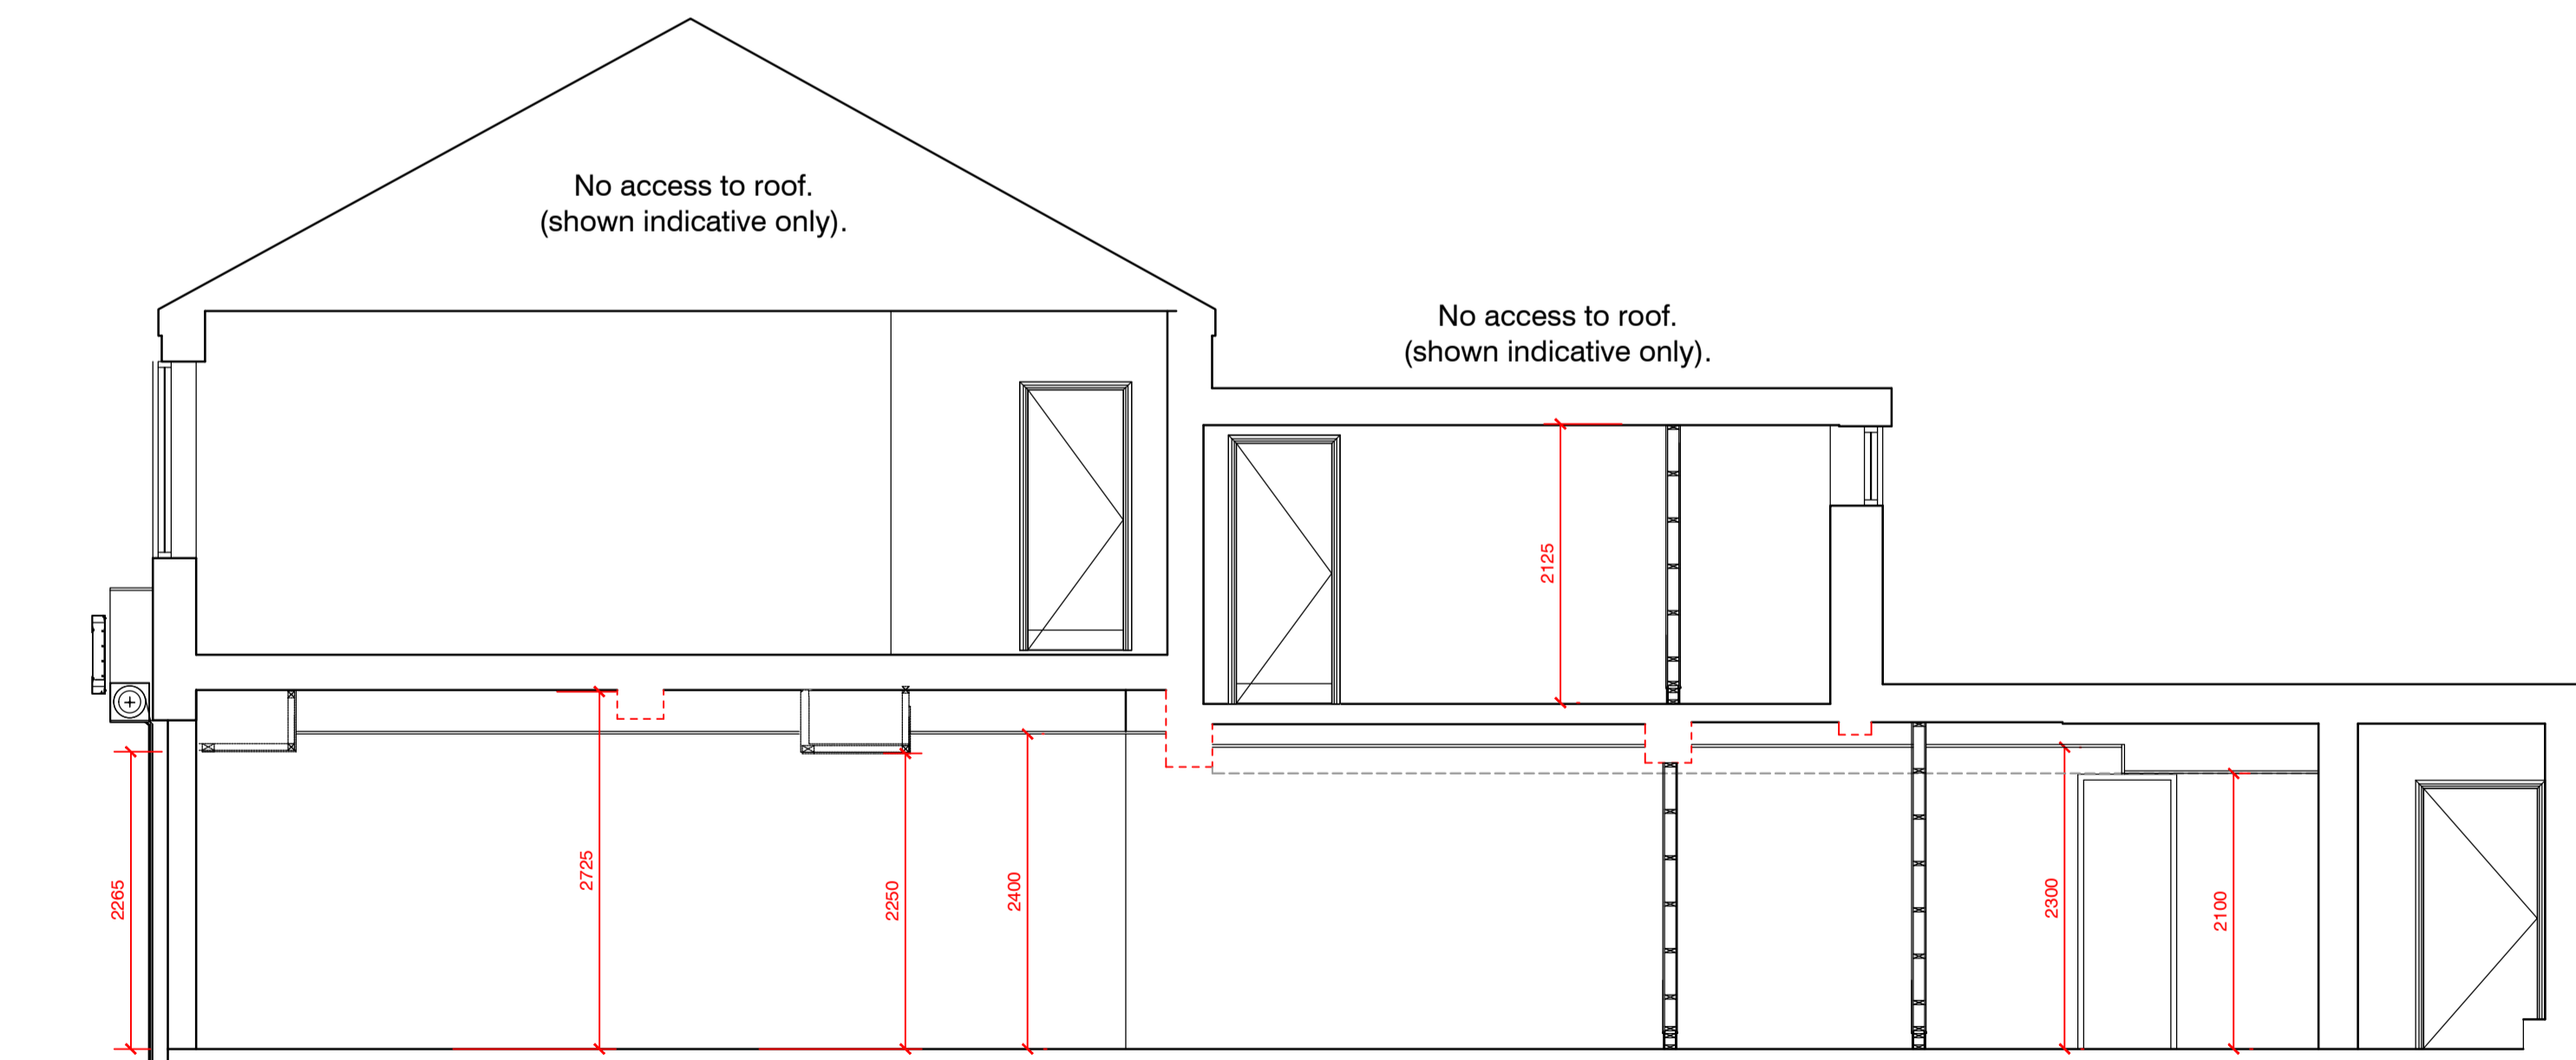 No access to roof.
(shown indicative only).
No access to roof.
(shown indicative only).
2125
2265
2725
2250
2400
2300
2100